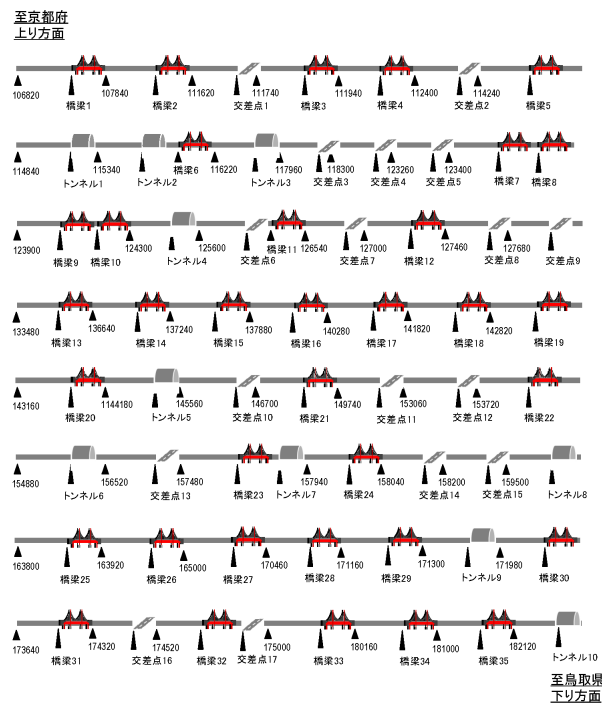 至京都府
上り方面
106820 107840 111620 111740 111940 112400 114240
橋梁1 橋梁2 交差点1 橋梁3 橋梁4 交差点2 橋梁5
114840 115340 116220 117960 118300 123260 123400
トンネル1 トンネル2 橋梁6 トンネル3 交差点3 交差点4 交差点5 橋梁7 橋梁8
123900 124300 125600 126540 127000 127460 127680
橋梁9 橋梁10 トンネル4 交差点6 橋梁11 交差点7 橋梁12 交差点8 交差点9
133480 136640 137240 137880 140280 141820 142820
橋梁13 橋梁14 橋梁15 橋梁16 橋梁17 橋梁18 橋梁19
143160 1144180 145560 146700 149740 153060 153720
橋梁20 トンネル5 交差点10 橋梁21 交差点11 交差点12 橋梁22
154880 156520 157480 157940 158040 158200 159500
トンネル6 交差点13 橋梁23 トンネル7 橋梁24 交差点14 交差点15 トンネル8
163800 163920 165000 170460 171160 171300 171980
橋梁25 橋梁26 橋梁27 橋梁28 橋梁29 トンネル9 橋梁30
173640 174320 174520 175000 180160 181000 182120
橋梁31 交差点16 橋梁32 交差点17 橋梁33 橋梁34 橋梁35 トンネル10
至鳥取県
下り方面